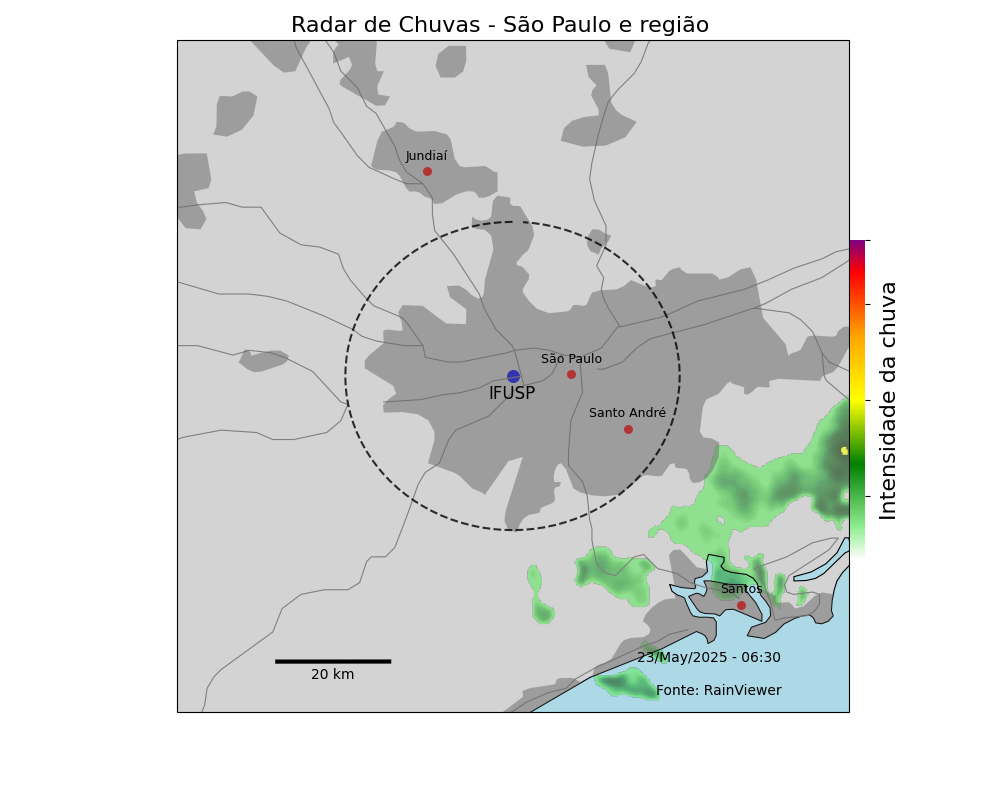 Radar de Chuvas - São Paulo e região
Jundiaí
São Paulo
IFUSP
Santo André
Intensidade da chuva
Santos
23/May/2025 - 06:30
20 km
Fonte: RainViewer